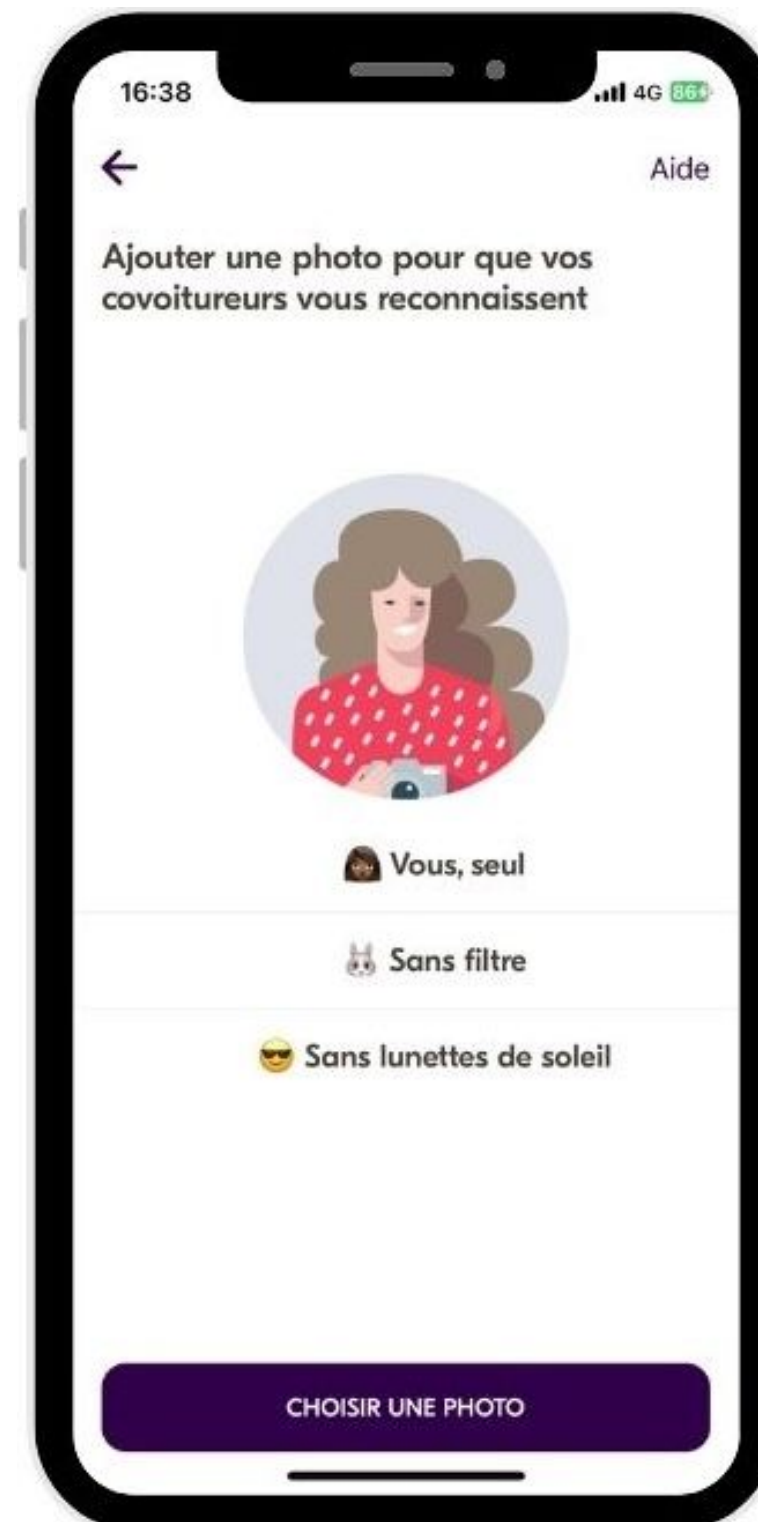 16:38
4G 86
Aide
Ajouter une photo pour que vos
covoitureurs vous reconnaissent
Vous, seul
Sans filtre
Sans lunettes de soleil
CHOISIR UNE PHOTO